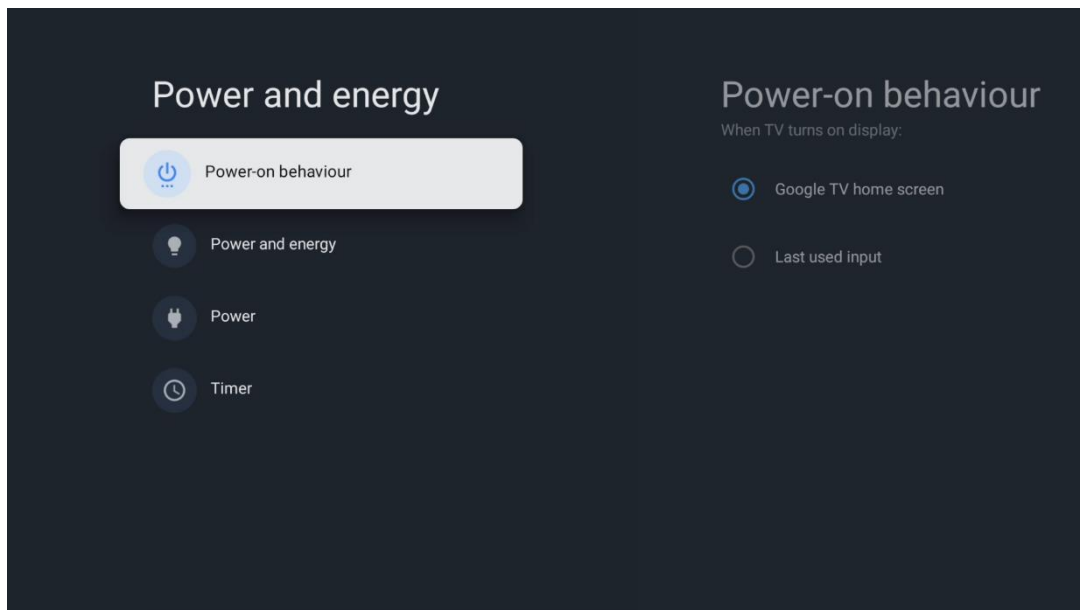 Power and energy
Power-on behaviour
Power and energy
Power
Timer
Power-on behaviour
When TV turns on display:
Google TV home screen
Last used input